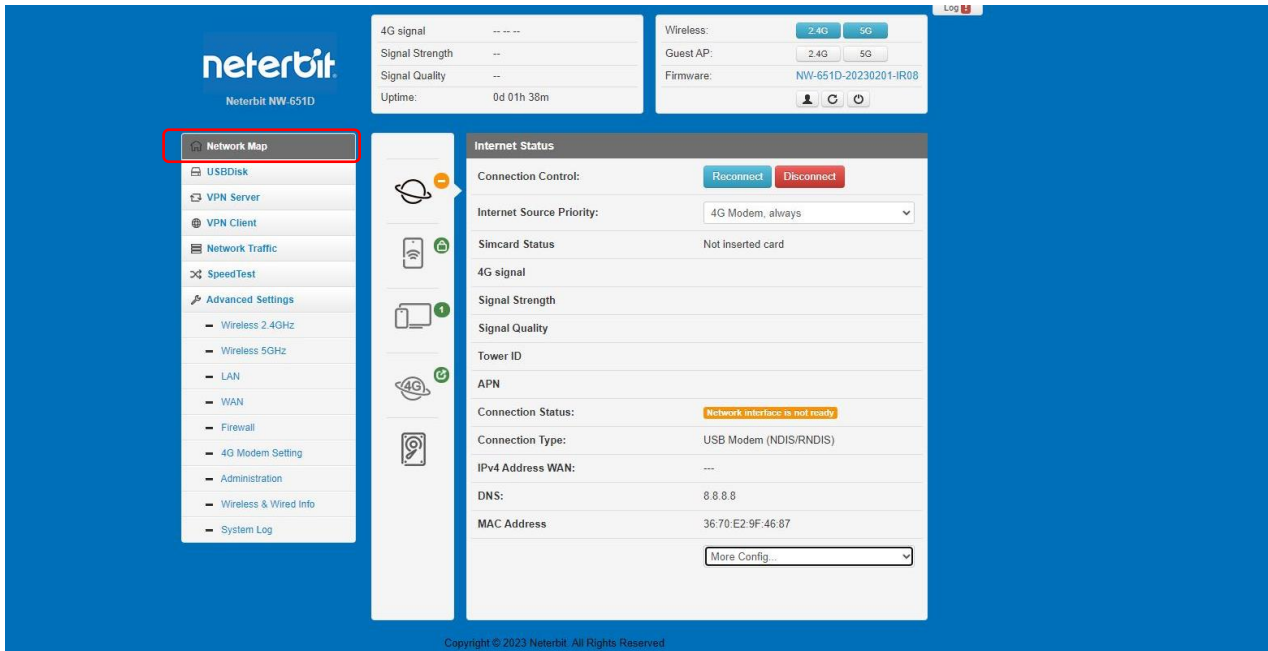 Log !
neterbit
Neterbit NW-651D
4G signal -- -- --
Signal Strength --
Signal Quality --
Uptime: 0d 01h 38m
Wireless: 2.4G 5G
Guest AP: 2.4G 5G
Firmware: NW-651D-20230201-IR08
Network Map
USBDisk
VPN Server
VPN Client
Network Traffic
SpeedTest
Advanced Settings
Wireless 2.4GHz
Wireless 5GHz
LAN
WAN
Firewall
4G Modem Setting
Administration
Wireless & Wired Info
System Log
1
4G
Internet Status
Connection Control: Reconnect Disconnect
Internet Source Priority: 4G Modem, always
Simcard Status Not inserted card
4G signal
Signal Strength
Signal Quality
Tower ID
APN
Connection Status: Network interface is not ready
Connection Type: USB Modem (NDIS/RNDIS)
IPv4 Address WAN: ---
DNS: 8.8.8.8
MAC Address 36:70:E2:9F:46:87
More Config...
Copyright © 2023 Neterbit. All Rights Reserved